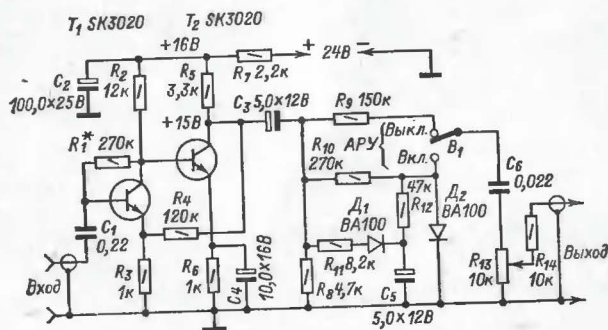 T1 SK3020
T2 SK3020
+16В
R7 2,2к
+ 24В −
C2
100,0×25В
R2
12к
R5
3,3к
C3 5,0×12В
R9 150к
R1* 270к
+15В
R10
270к
АРУ
Выкл.
Вкл.
B1
C6
0,022
R4
120к
47к
R12
Д1
ВА100
Д2
ВА100
C1
0,22
Вход
R3
1к
R6
1к
C4
10,0×16В
R11 8,2к
R8 4,7к
C5
5,0×12В
R13
10к
R14
10к
Выход